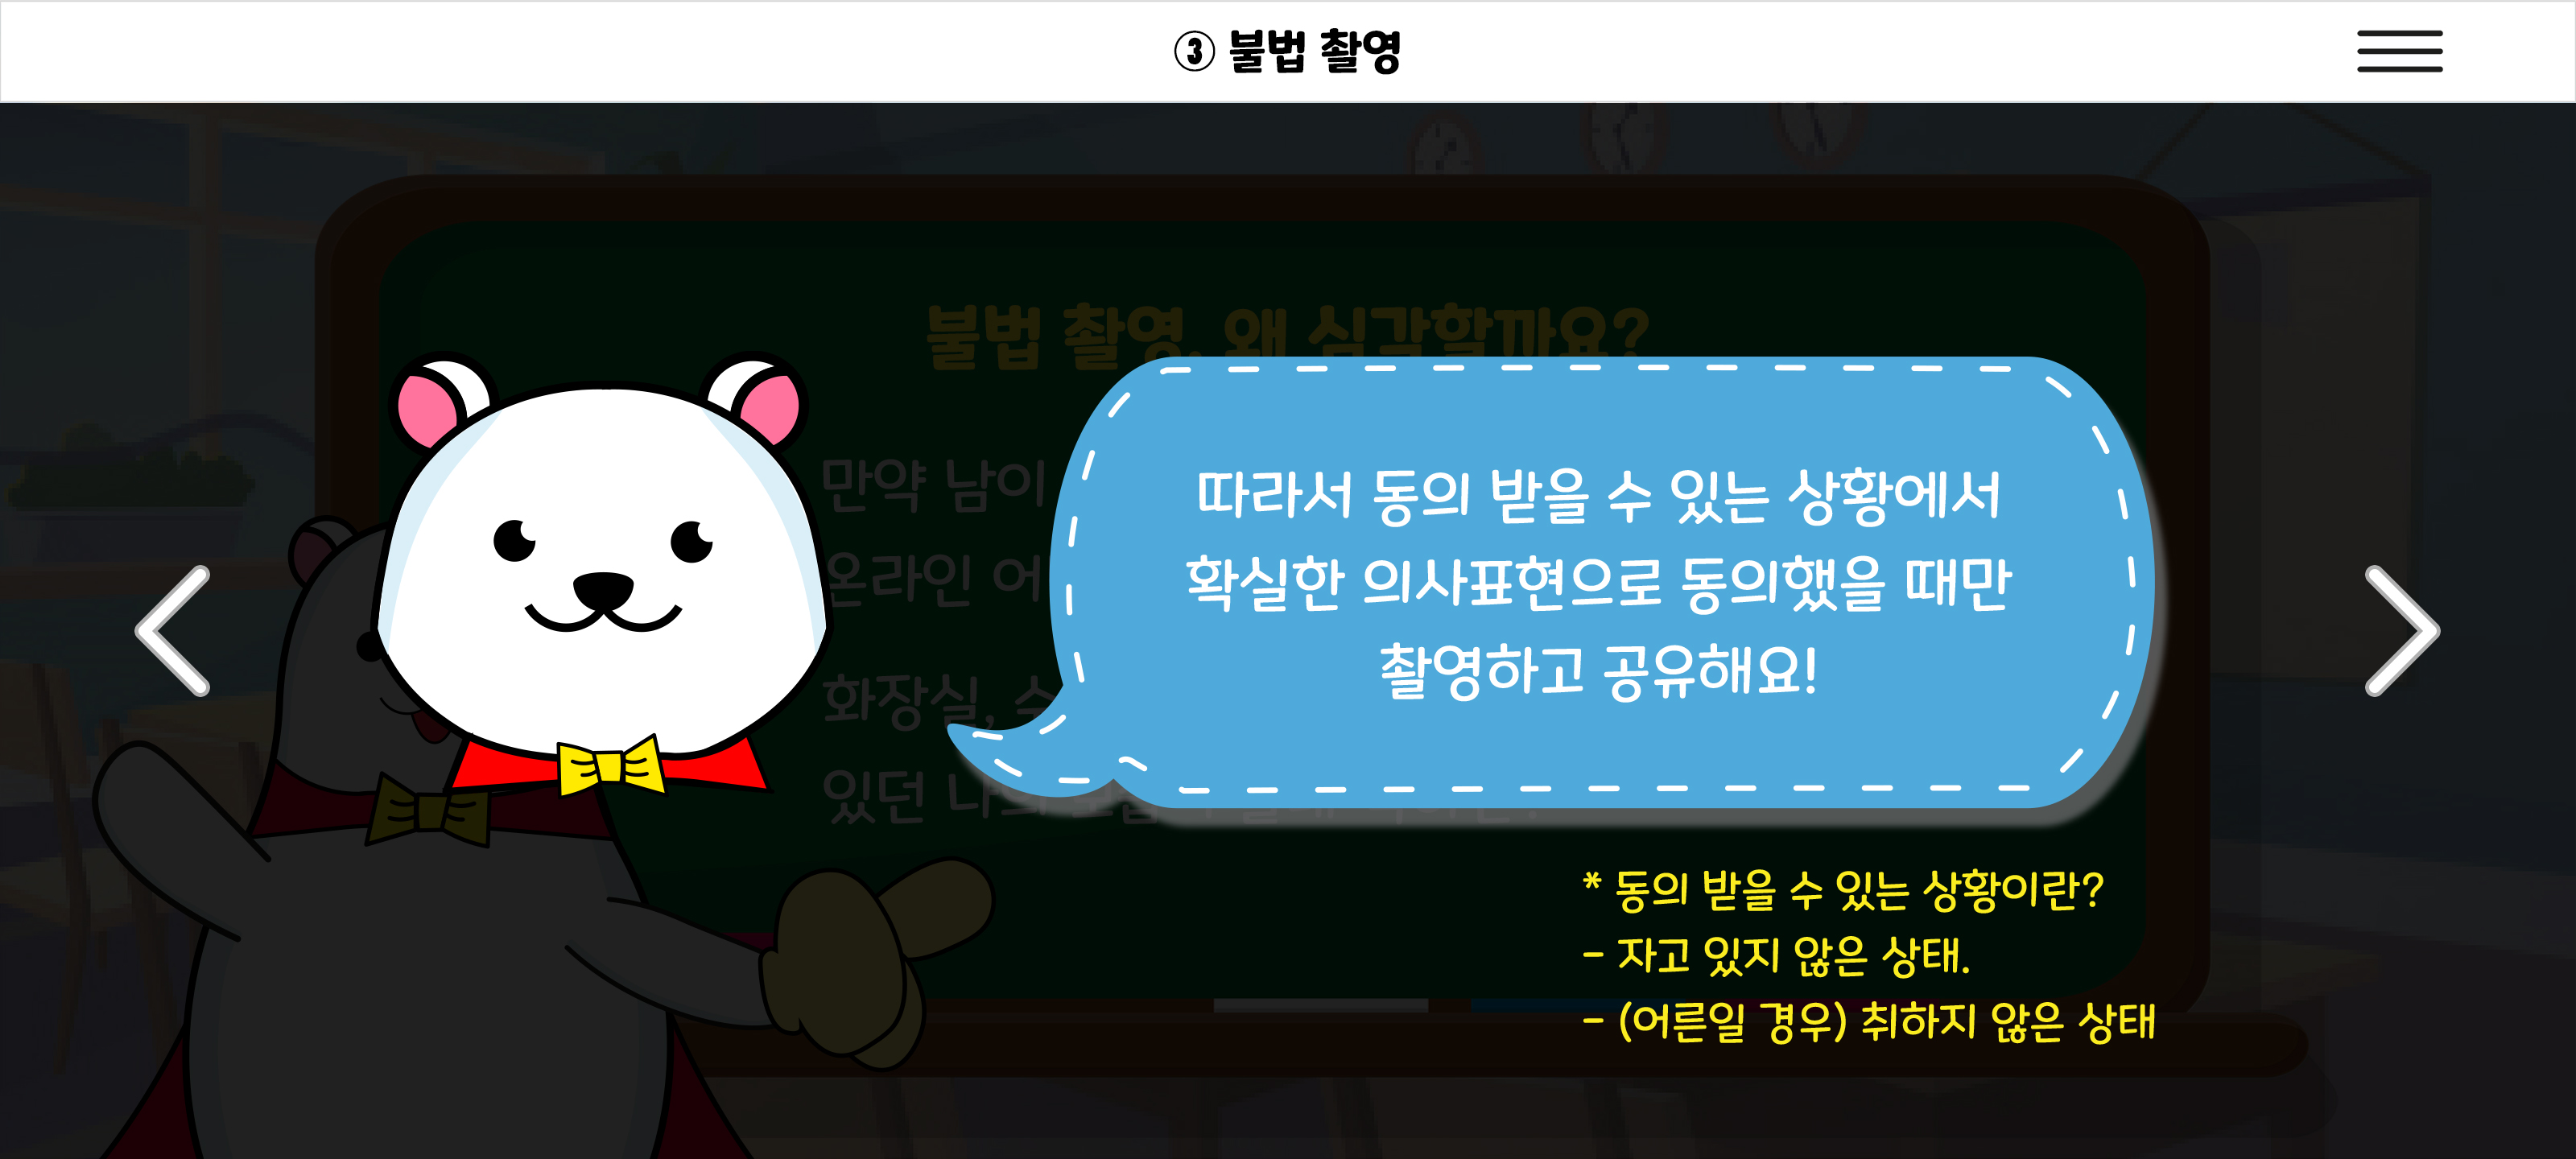 ③ 불법 촬영
불법 촬영, 왜 심각할까요?
만약 남이
온라인 어
화장실,
있던 나의
따라서 동의 받을 수 있는 상황에서
확실한 의사표현으로 동의했을 때만
촬영하고 공유해요!
* 동의 받을 수 있는 상황이란?
- 자고 있지 않은 상태.
- (어른일 경우) 취하지 않은 상태